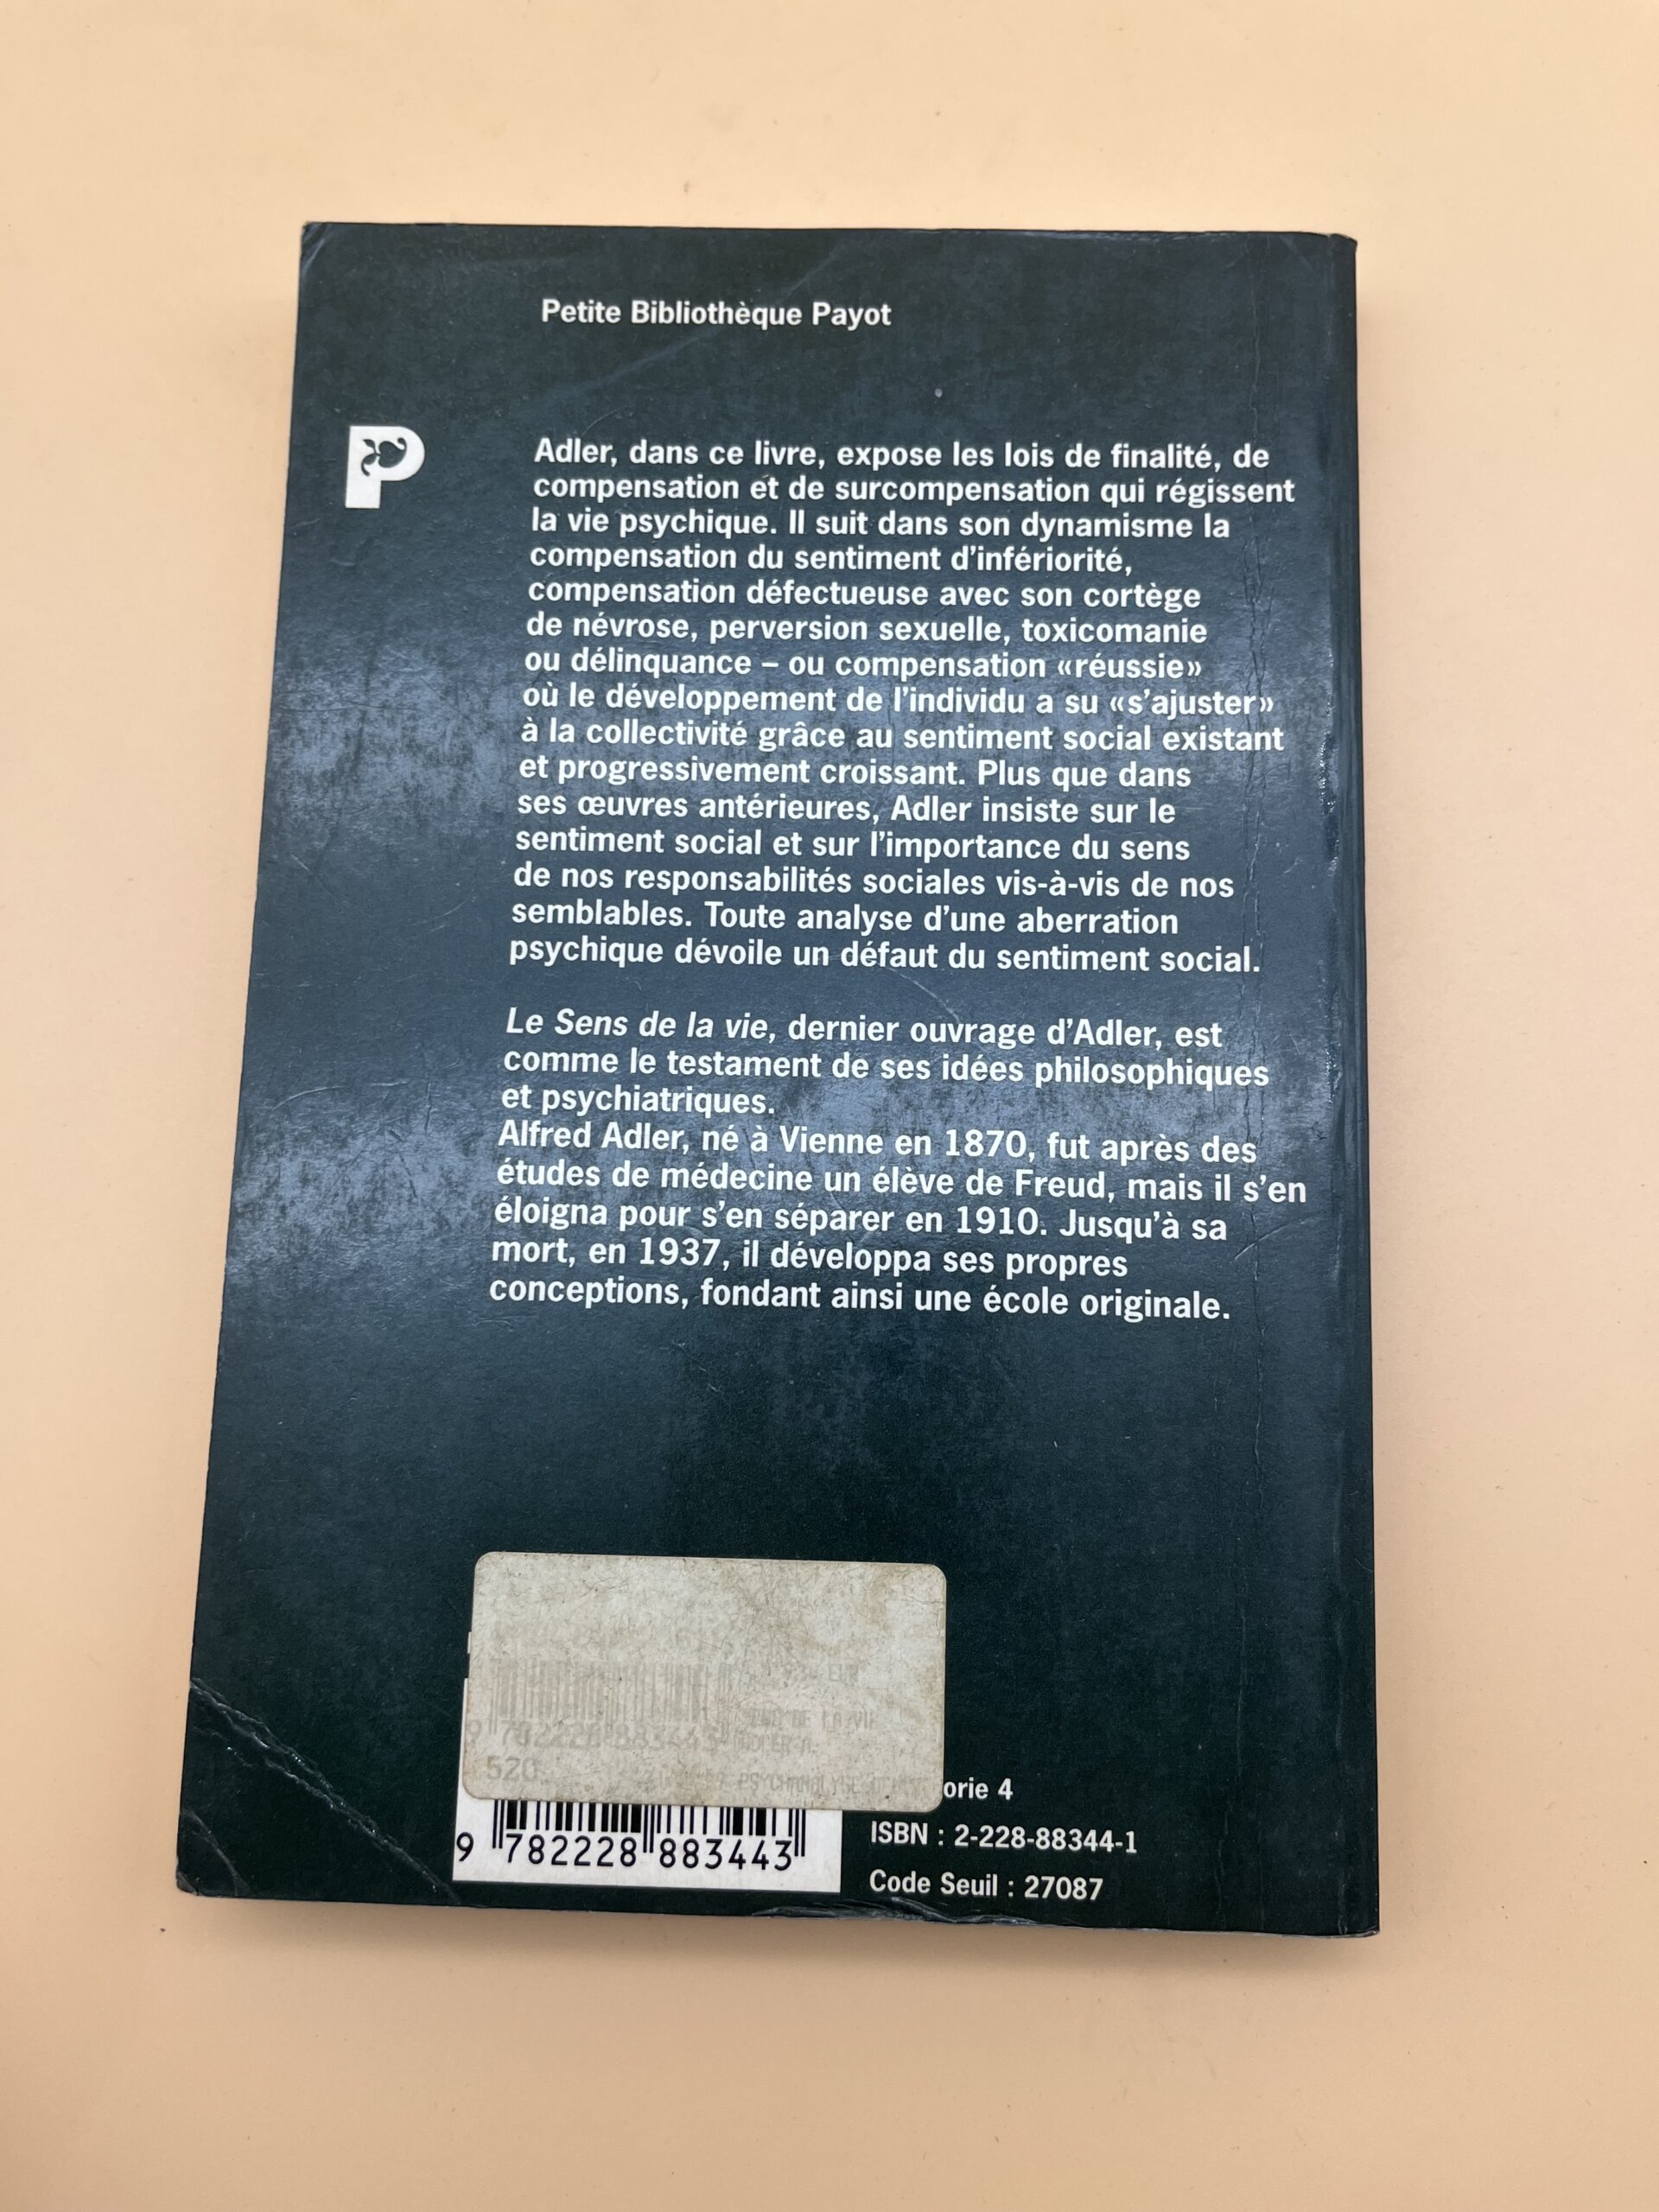 Petite Bibliothèque Payot
P
Adler, dans ce livre, expose les lois de finalité, de
compensation et de surcompensation qui régissent
la vie psychique. Il suit dans son dynamisme la
compensation du sentiment d'infériorité,
compensation défectueuse avec son cortège
de névrose, perversion sexuelle, toxicomanie
ou délinquance – ou compensation «réussie»
où le développement de l'individu a su «s'ajuster»
à la collectivité grâce au sentiment social existant
et progressivement croissant. Plus que dans
ses œuvres antérieures, Adler insiste sur le
sentiment social et sur l'importance du sens
de nos responsabilités sociales vis-à-vis de nos
semblables. Toute analyse d'une aberration
psychique dévoile un défaut du sentiment social.
Le Sens de la vie, dernier ouvrage d'Adler, est
comme le testament de ses idées philosophiques
et psychiatriques.
Alfred Adler, né à Vienne en 1870, fut après des
études de médecine un élève de Freud, mais il s'en
éloigna pour s'en séparer en 1910. Jusqu'à sa
mort, en 1937, il développa ses propres
conceptions, fondant ainsi une école originale.
DE LA VIE
9 782228 883443
520
PSYCHANALYSE
orie 4
9 782228 883443
ISBN : 2-228-88344-1
Code Seuil : 27087